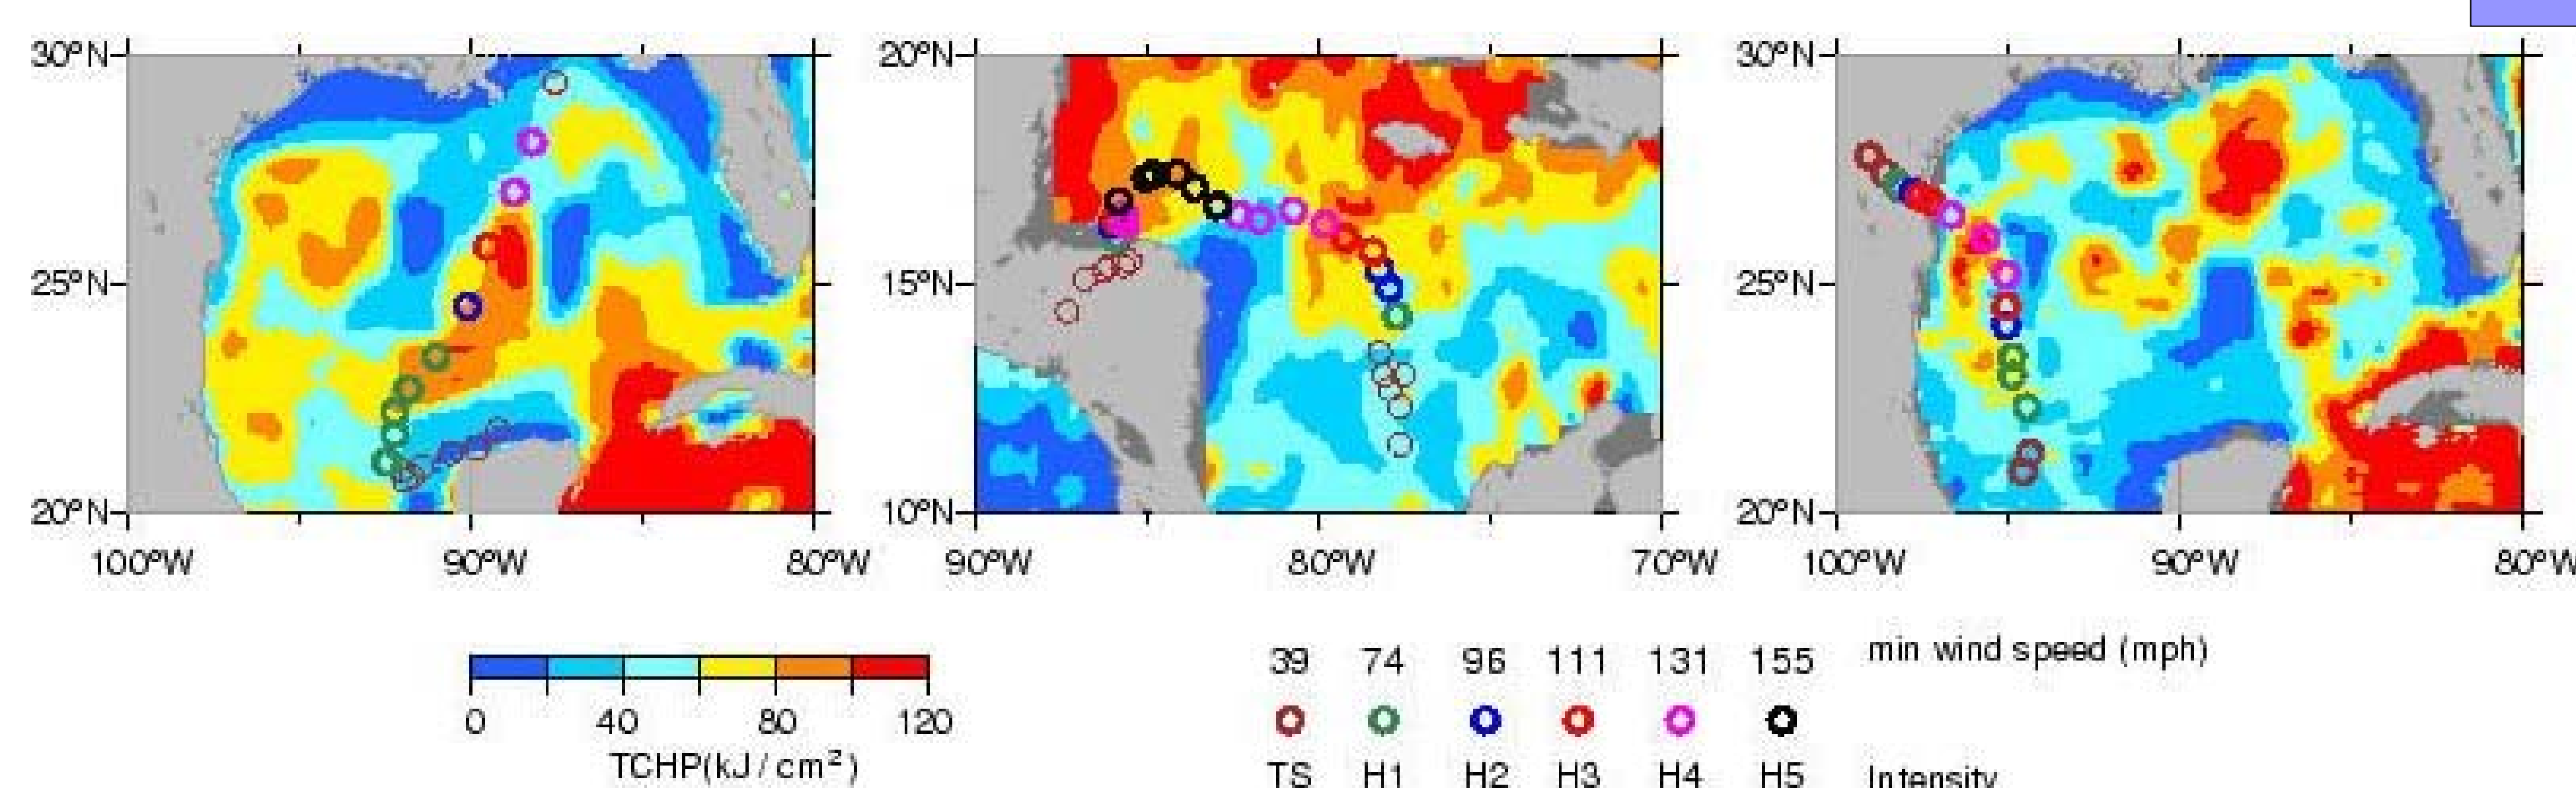 30°N 20°N 30°N
25°N 15°N 25°N
20°N 10°N 20°N
100°W 90°W 80°W 90°W 80°W 70°W 100°W 90°W 80°W
39 74 96 111 131 155 min wind speed (mph)
0 40 80 120
TCHP(kJ / cm²)
TS H1 H2 H3 H4 H5 Intensity